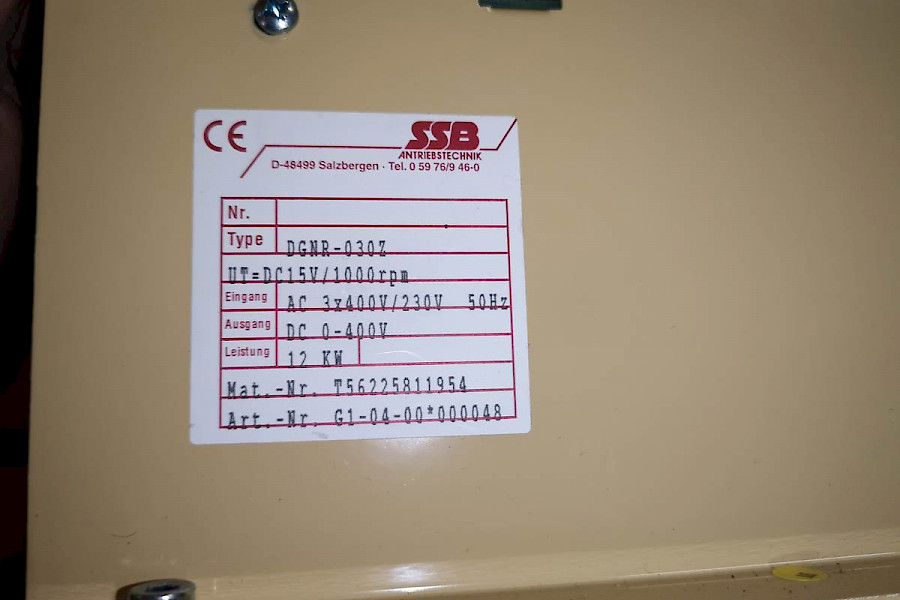 CE
SSB
ANTRIEBSTECHNIK
D-48499 Salzbergen · Tel. 0 59 76/9 46-0
Nr.
Type DGNR-030Z
UT=DC15V/1000rpm
Eingang AC 3x400V/230V 50Hz
Ausgang DC 0-400V
Leistung 12 KW
Mat.-Nr. T56225811954
Art.-Nr. G1-04-00*000048